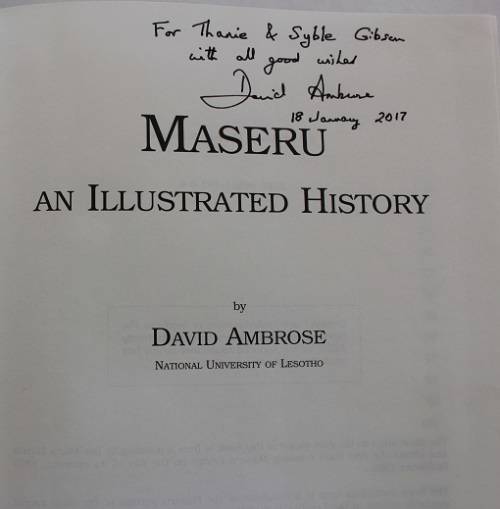 For Thanie & Syble Gibson
with all good wishes
David Ambrose
18 January 2017
MASERU
AN ILLUSTRATED HISTORY
by
DAVID AMBROSE
NATIONAL UNIVERSITY OF LESOTHO